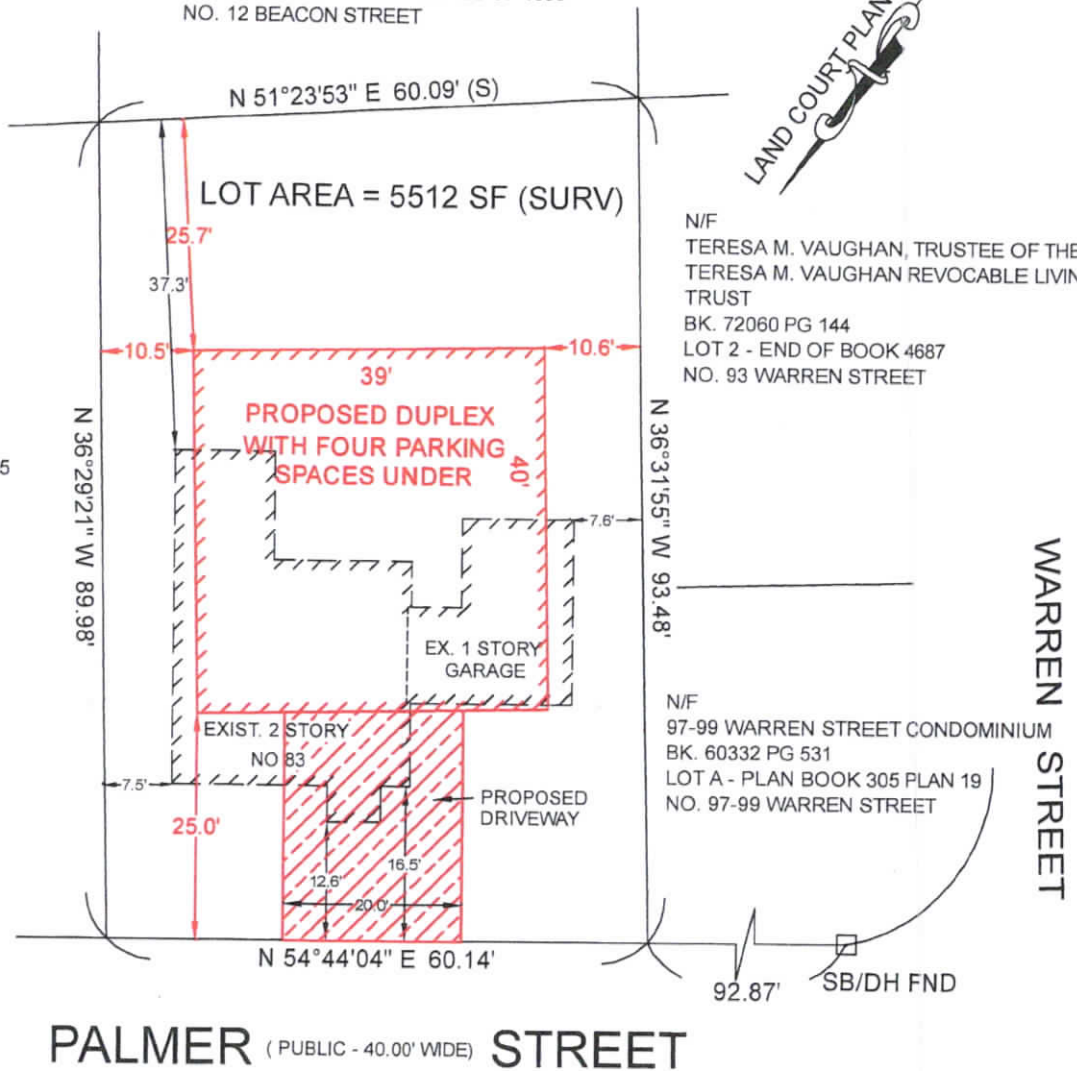 NO. 12 BEACON STREET
N 51°23'53" E 60.09' (S)
LAND COURT PLAN
LOT AREA = 5512 SF (SURV)
25.7'
37.3'
10.5'
10.6'
39'
40'
PROPOSED DUPLEX
WITH FOUR PARKING
SPACES UNDER
N/F
TERESA M. VAUGHAN, TRUSTEE OF THE
TERESA M. VAUGHAN REVOCABLE LIVIN
TRUST
BK. 72060 PG 144
LOT 2 - END OF BOOK 4687
NO. 93 WARREN STREET
N 36°29'21" W 89.98'
5
N 36°31'55" W 93.48'
7.6'
EX. 1 STORY
GARAGE
EXIST. 2 STORY
NO 83
7.5'
25.0'
PROPOSED
DRIVEWAY
12.6'
16.5'
20.0'
N/F
97-99 WARREN STREET CONDOMINIUM
BK. 60332 PG 531
LOT A - PLAN BOOK 305 PLAN 19
NO. 97-99 WARREN STREET
WARREN STREET
N 54°44'04" E 60.14'
92.87'
SB/DH FND
PALMER ( PUBLIC - 40.00' WIDE) STREET